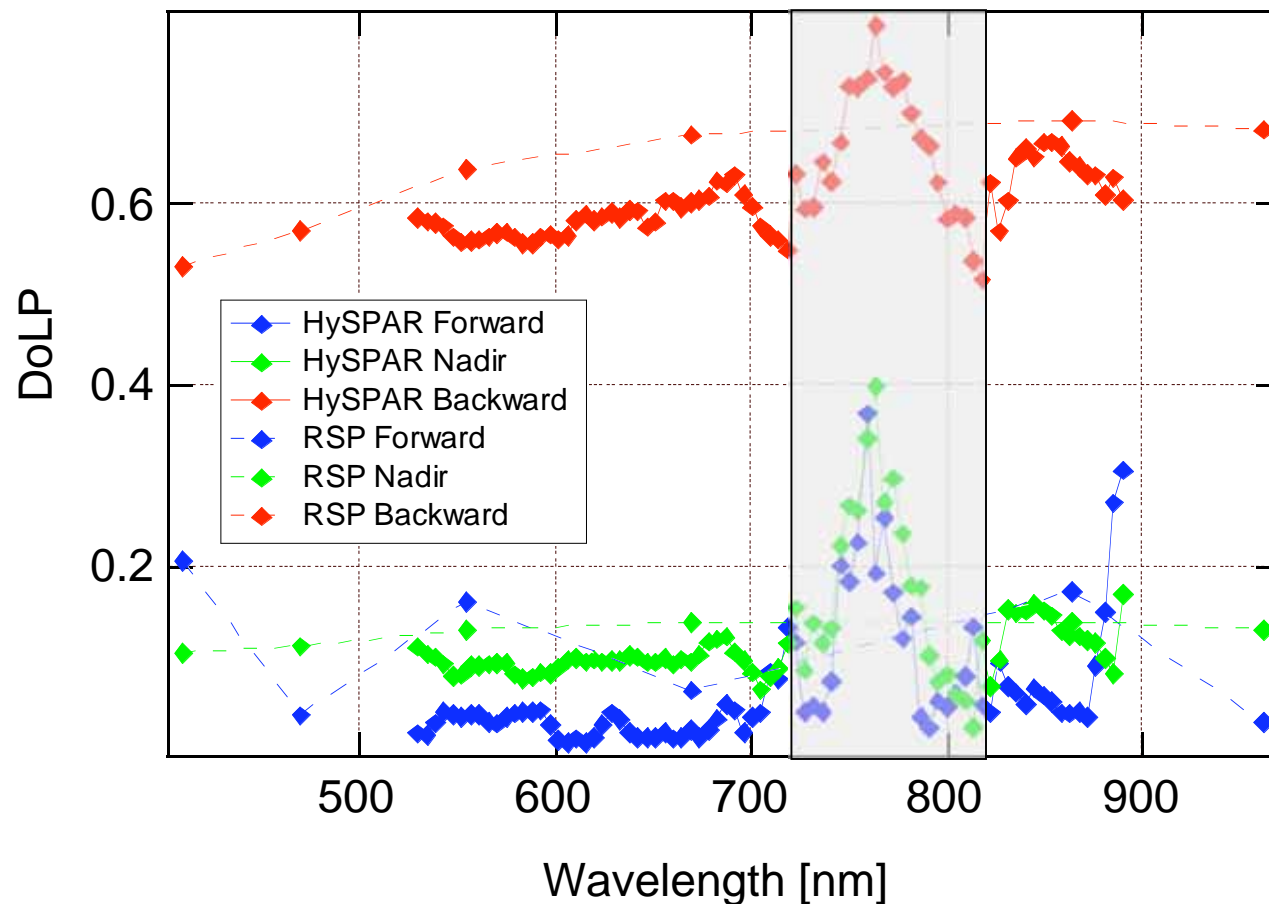 0.6
0.4
0.2
DoLP
HySPAR Forward
HySPAR Nadir
HySPAR Backward
RSP Forward
RSP Nadir
RSP Backward
500 600 700 800 900
Wavelength [nm]